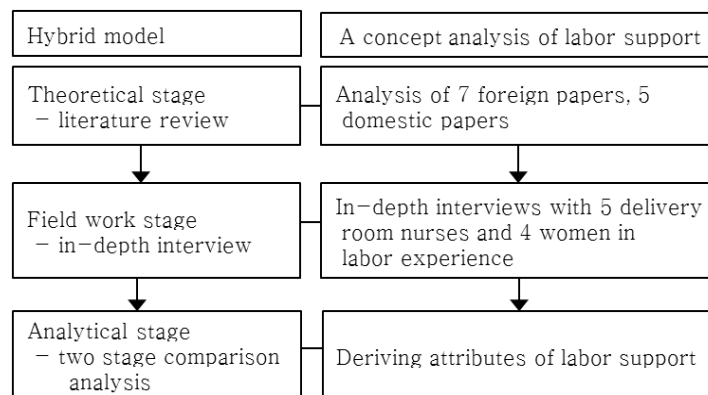 Hybrid model
A concept analysis of labor support
Theoretical stage
- literature review
Analysis of 7 foreign papers, 5
domestic papers
Field work stage
- in-depth interview
In-depth interviews with 5 delivery
room nurses and 4 women in
labor experience
Analytical stage
- two stage comparison
analysis
Deriving attributes of labor support